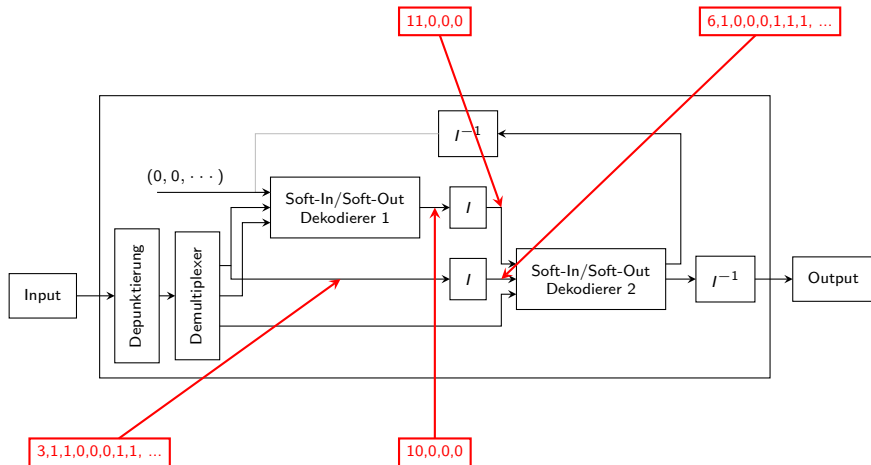 11,0,0,0
6,1,0,0,0,1,1,1, ...
I⁻¹
(0, 0, · · · )
Soft-In/Soft-Out
Dekodierer 1
I
Depunktierung
Demultiplexer
Input
I
Soft-In/Soft-Out
Dekodierer 2
I⁻¹
Output
3,1,1,0,0,0,1,1, ...
10,0,0,0